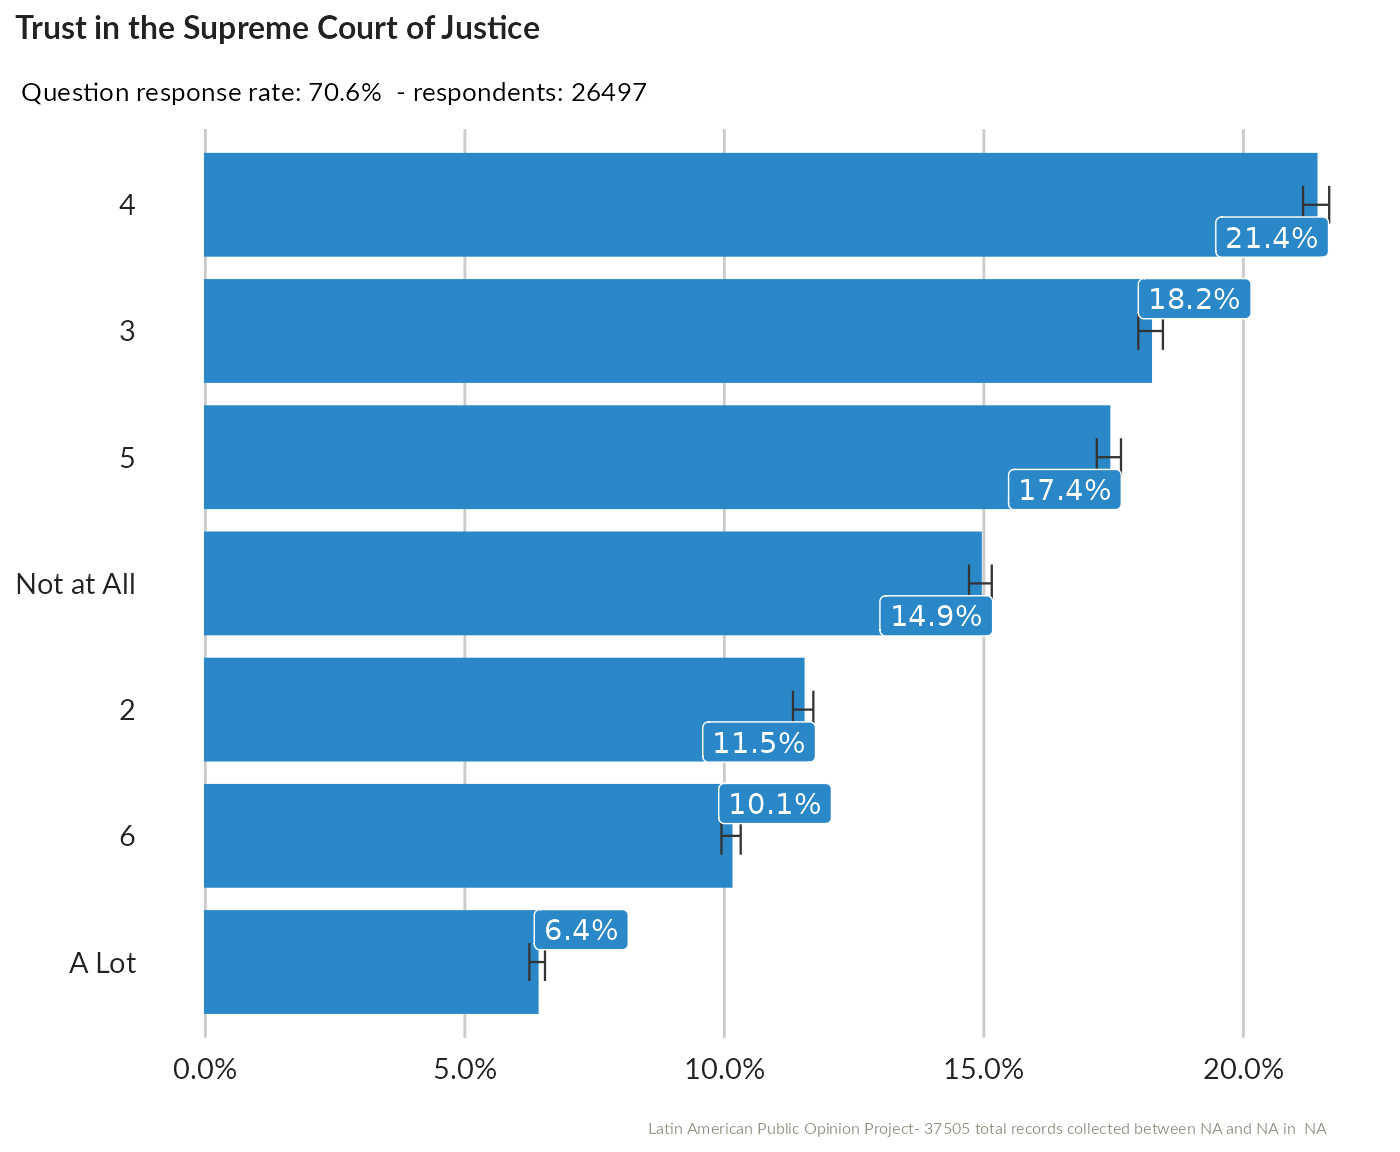 Trust in the Supreme Court of Justice
Question response rate: 70.6% - respondents: 26497
4
21.4%
3
18.2%
5
17.4%
Not at All
14.9%
2
11.5%
6
10.1%
A Lot
6.4%
0.0% 5.0% 10.0% 15.0% 20.0%
Latin American Public Opinion Project- 37505 total records collected between NA and NA in NA